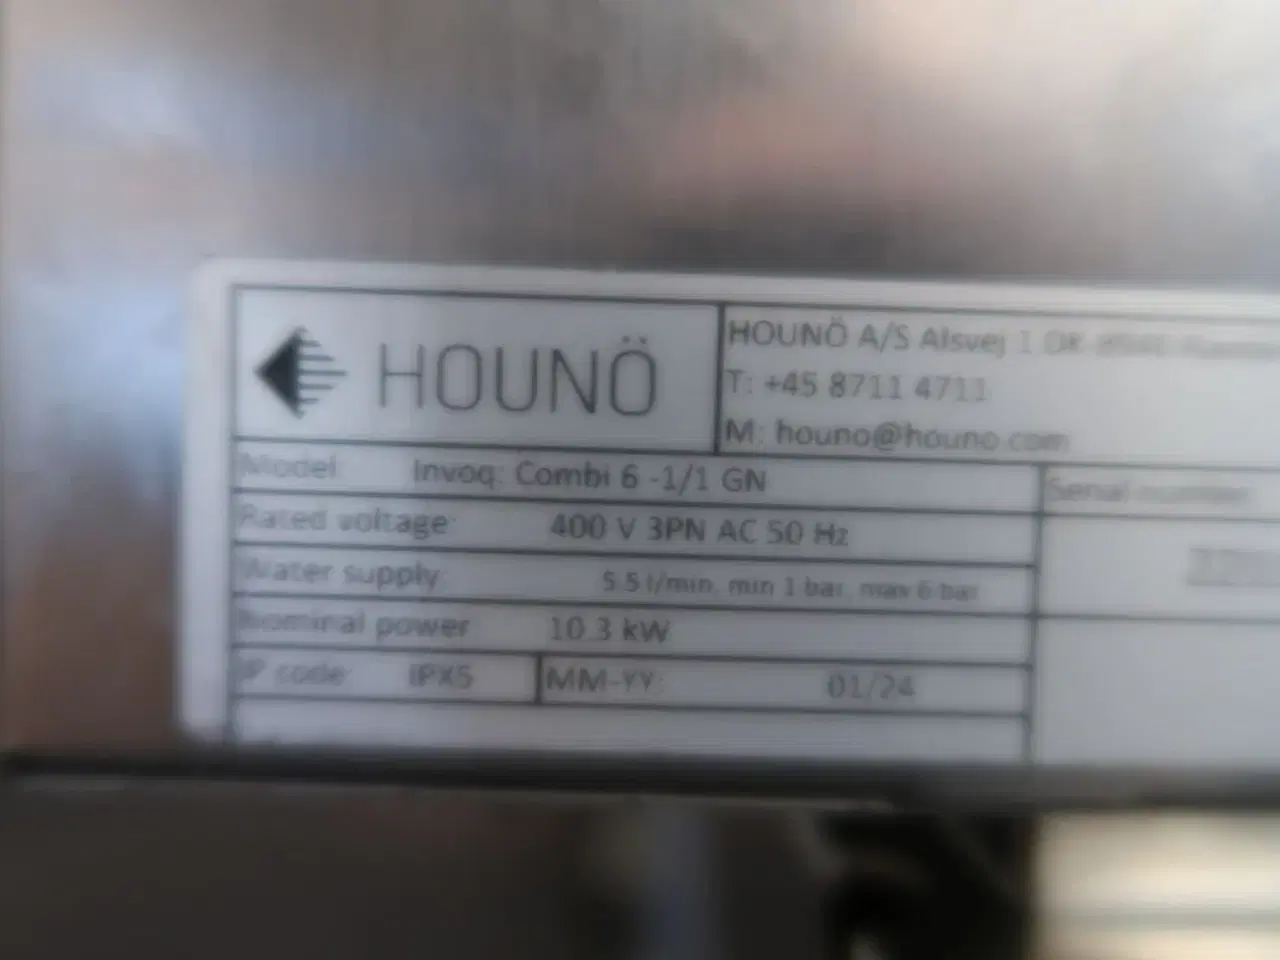 HOUNÖ
HOUNÖ A/S Alsvej 1
T: +45 8711 4711
M: houno@houno.com
Model: Invoq: Combi 6 -1/1 GN
Serial number
Rated voltage: 400 V 3PN AC 50 Hz
Water supply: 5.5 l/min, min 1 bar, max 6 bar
Nominal power 10.3 kW
IP code: IPX5 MM-YY: 01/24